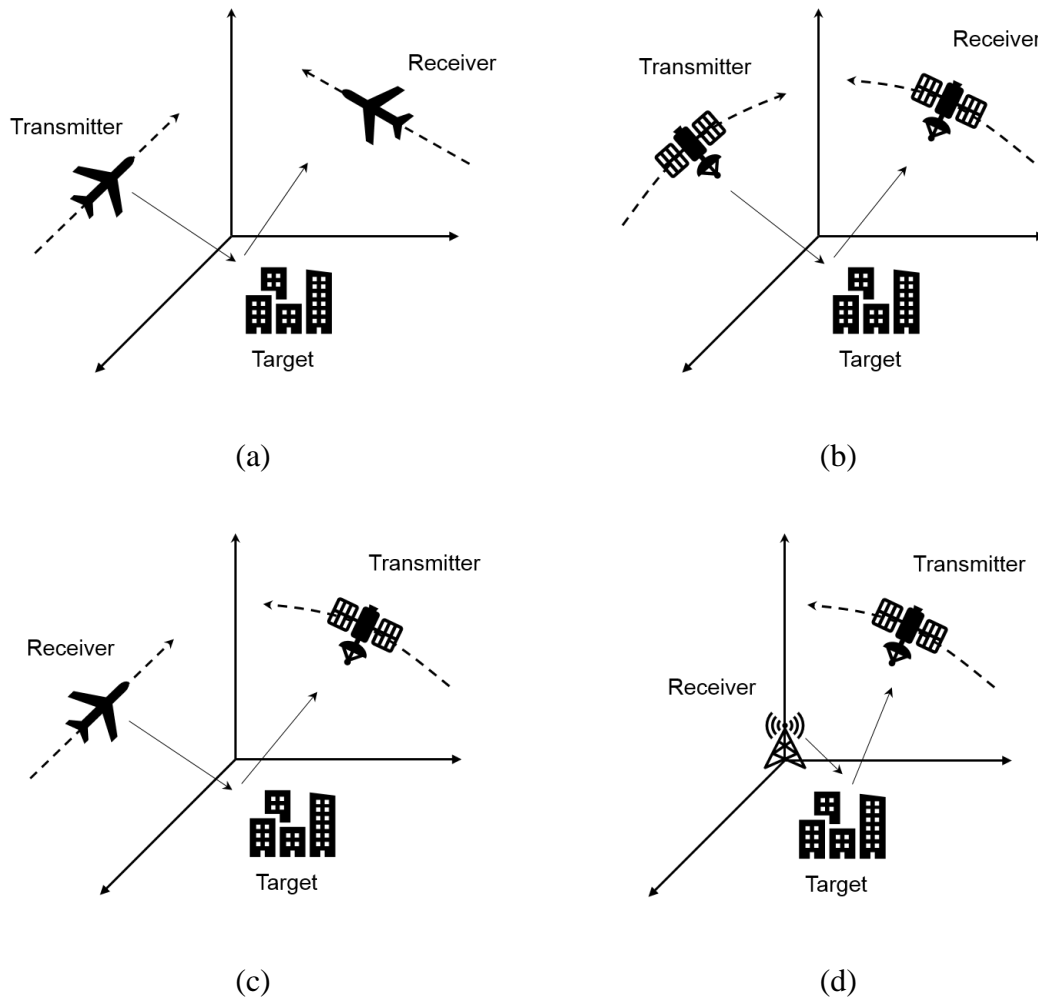 Transmitter
Receiver
Target
(a)
Transmitter
Receiver
Target
(b)
Receiver
Transmitter
Target
(c)
Receiver
Transmitter
Target
(d)